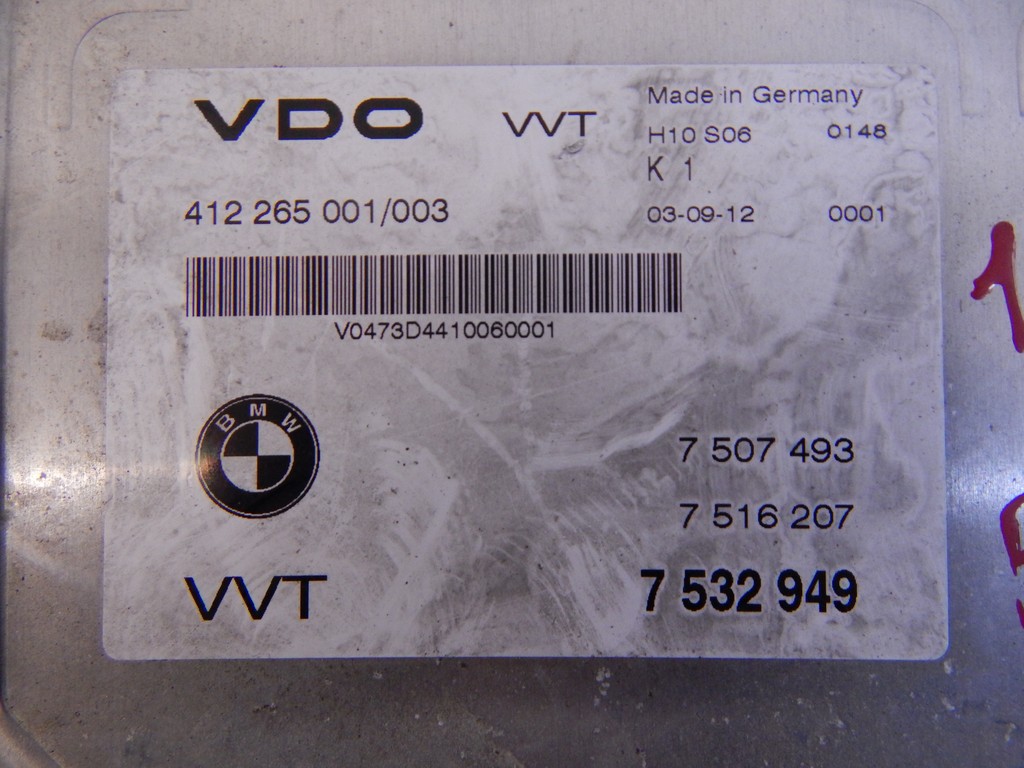 VDO VVT Made in Germany
H10 S06 0148
K 1
412 265 001/003 03-09-12 0001
V0473D4410060001
BMW
7 507 493
7 516 207
VVT 7 532 949
1